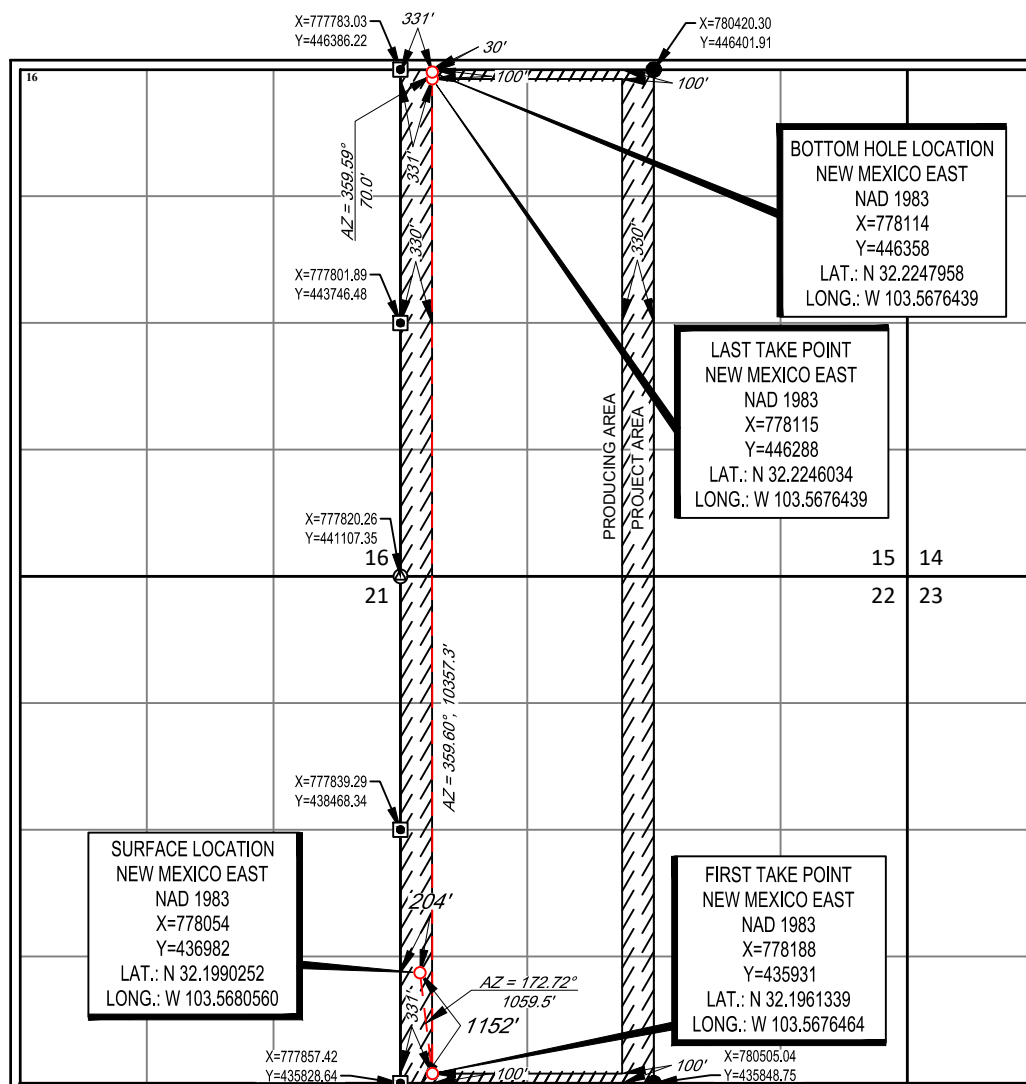 X=777783.03
Y=446386.22
331'
30'
X=780420.30
Y=446401.91
16
100'
100'
AZ = 359.59°
70.0'
331'
BOTTOM HOLE LOCATION
NEW MEXICO EAST
NAD 1983
X=778114
Y=446358
LAT.: N 32.2247958
LONG.: W 103.5676439
330'
330'
X=777801.89
Y=443746.48
LAST TAKE POINT
NEW MEXICO EAST
NAD 1983
X=778115
Y=446288
LAT.: N 32.2246034
LONG.: W 103.5676439
PRODUCING AREA
PROJECT AREA
X=777820.26
Y=441107.35
16
15
14
21
22
23
AZ = 359.60°, 10357.3'
X=777839.29
Y=438468.34
SURFACE LOCATION
NEW MEXICO EAST
NAD 1983
X=778054
Y=436982
LAT.: N 32.1990252
LONG.: W 103.5680560
204'
FIRST TAKE POINT
NEW MEXICO EAST
NAD 1983
X=778188
Y=435931
LAT.: N 32.1961339
LONG.: W 103.5676464
AZ = 172.72°
1059.5'
331'
1152'
X=777857.42
Y=435828.64
100'
100'
X=780505.04
Y=435848.75